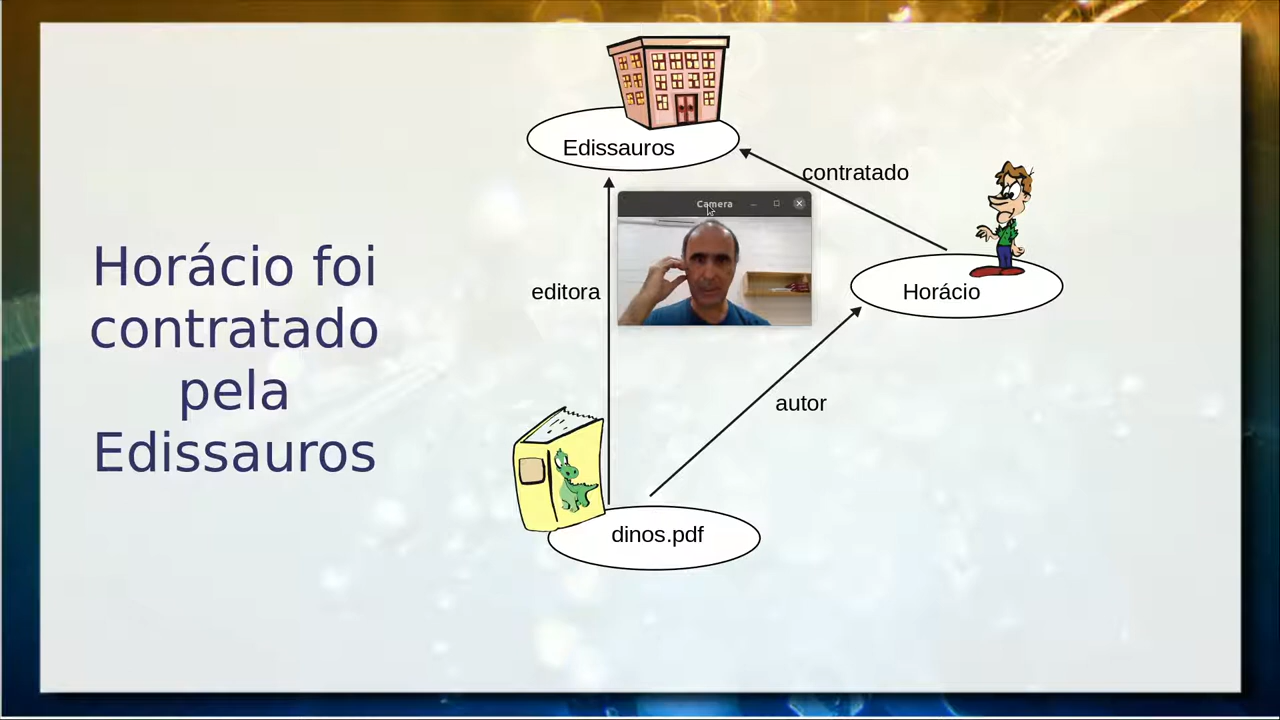 Horácio foi
contratado
pela
Edissauros
Edissauros
contratado
Camera
editora
Horácio
autor
dinos.pdf